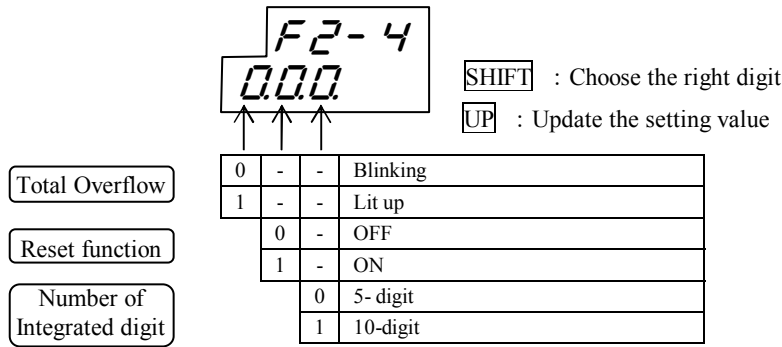 F2-4
0.0.0.
SHIFT : Choose the right digit
UP : Update the setting value
Total Overflow
0 - - Blinking
1 - - Lit up
Reset function
0 - OFF
1 - ON
Number of
Integrated digit
0 5- digit
1 10-digit